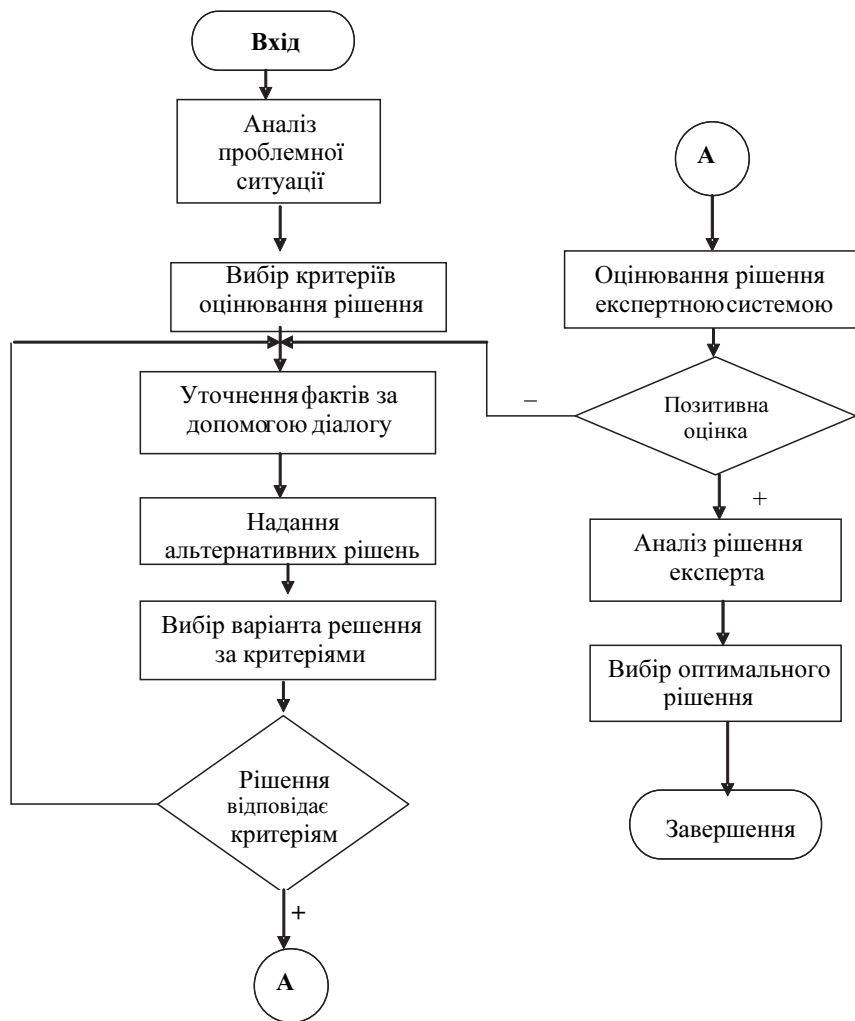 Вхід
Аналіз
проблемної
ситуації
Вибір критеріїв
оцінювання рішення
Уточнення фактів за
допомогою діалогу
Надання
альтернативних рішень
Вибір варіанта решення
за критеріями
Рішення
відповідає
критеріям
+
А
А
Оцінювання рішення
експертною системою
Позитивна
оцінка
–
+
Аналіз рішення
експерта
Вибір оптимального
рішення
Завершення